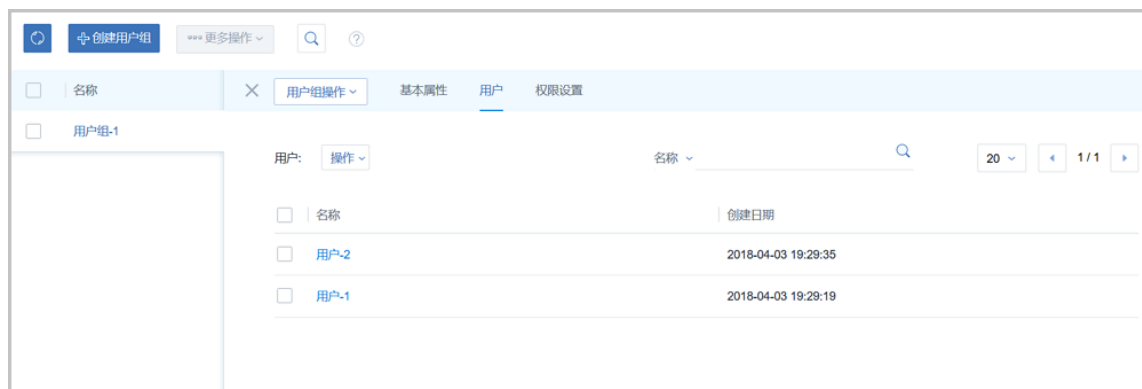 创建用户组 更多操作
名称 用户组操作 基本属性 用户 权限设置
用户组-1
用户: 操作 名称 20 1 / 1
名称 创建日期
用户-2 2018-04-03 19:29:35
用户-1 2018-04-03 19:29:19